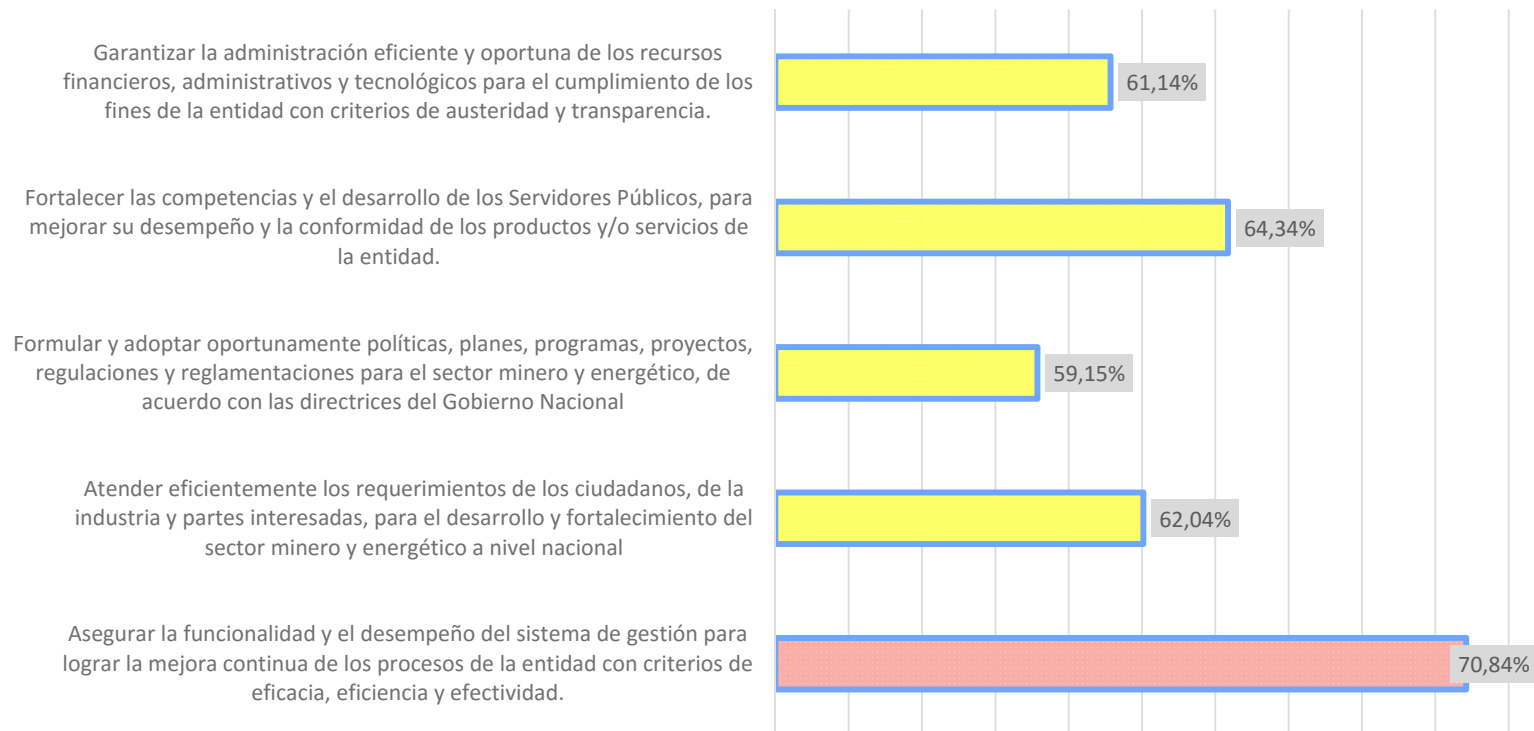 Garantizar la administración eficiente y oportuna de los recursos
financieros, administrativos y tecnológicos para el cumplimiento de los
fines de la entidad con criterios de austeridad y transparencia.
61,14%
Fortalecer las competencias y el desarrollo de los Servidores Públicos, para
mejorar su desempeño y la conformidad de los productos y/o servicios de
la entidad.
64,34%
Formular y adoptar oportunamente políticas, planes, programas, proyectos,
regulaciones y reglamentaciones para el sector minero y energético, de
acuerdo con las directrices del Gobierno Nacional
59,15%
Atender eficientemente los requerimientos de los ciudadanos, de la
industria y partes interesadas, para el desarrollo y fortalecimiento del
sector minero y energético a nivel nacional
62,04%
Asegurar la funcionalidad y el desempeño del sistema de gestión para
lograr la mejora continua de los procesos de la entidad con criterios de
eficacia, eficiencia y efectividad.
70,84%